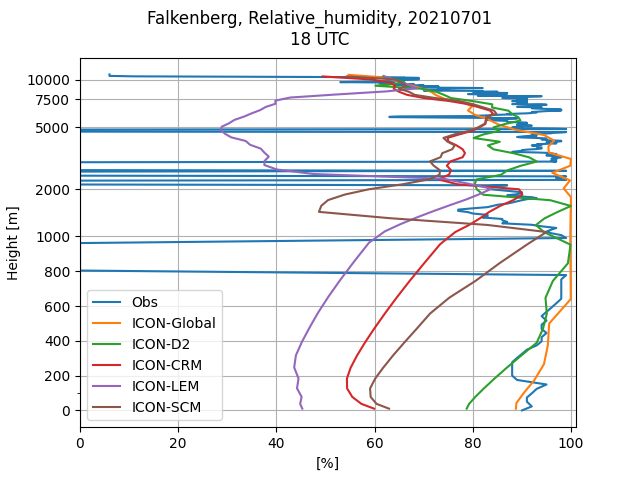 Falkenberg, Relative_humidity, 20210701
18 UTC
10000
7500
5000
2000
1000
800
600
400
200
0
Height [m]
Obs
ICON-Global
ICON-D2
ICON-CRM
ICON-LEM
ICON-SCM
0 20 40 60 80 100
[%]